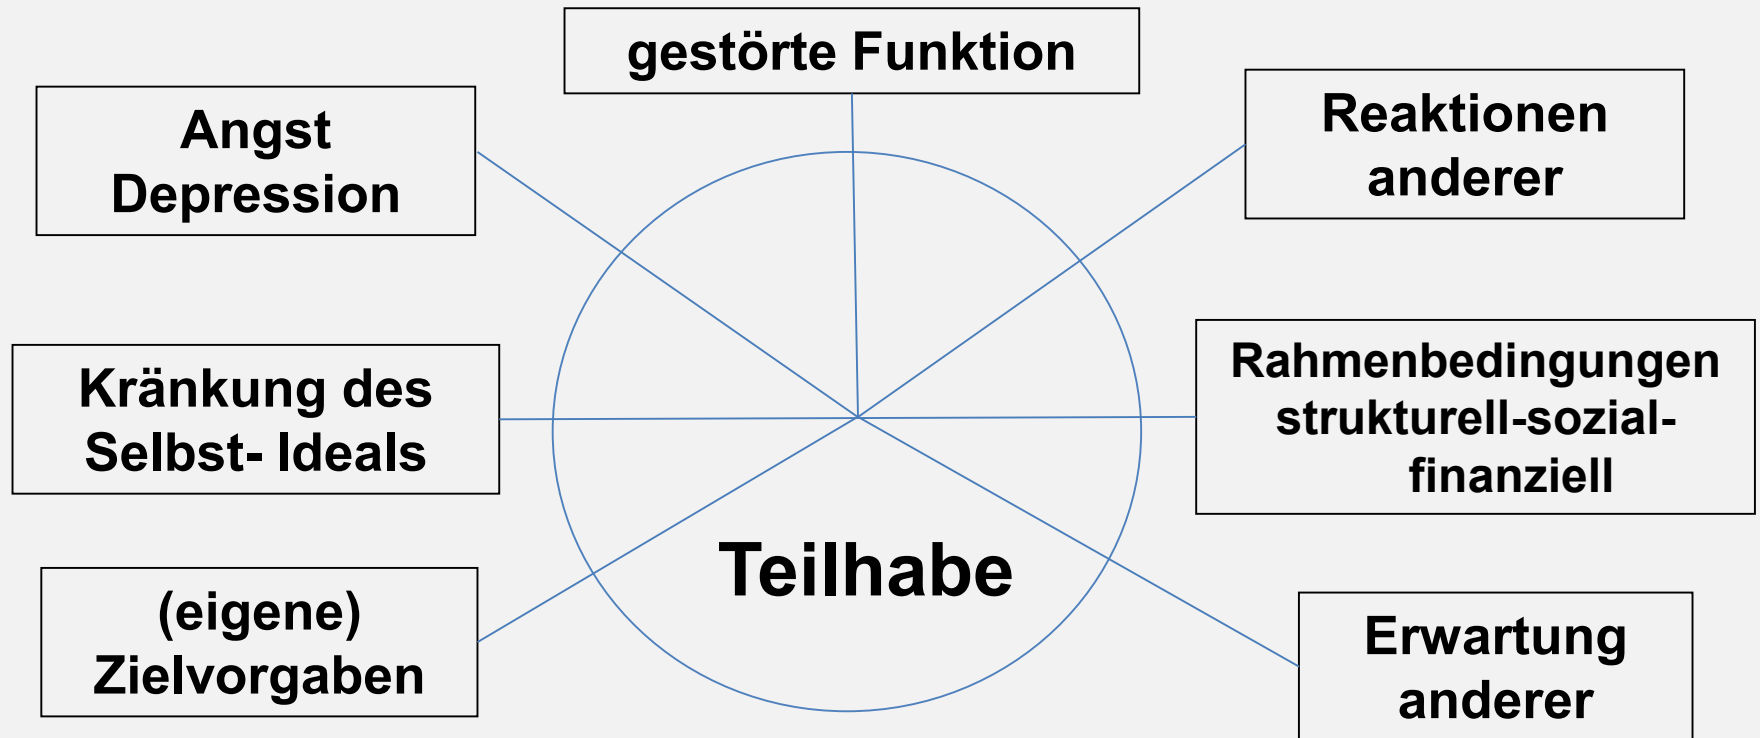 gestörte Funktion
Angst
Depression
Reaktionen
anderer
Kränkung des
Selbst- Ideals
Rahmenbedingungen
strukturell-sozial-
finanziell
Teilhabe
(eigene)
Zielvorgaben
Erwartung
anderer